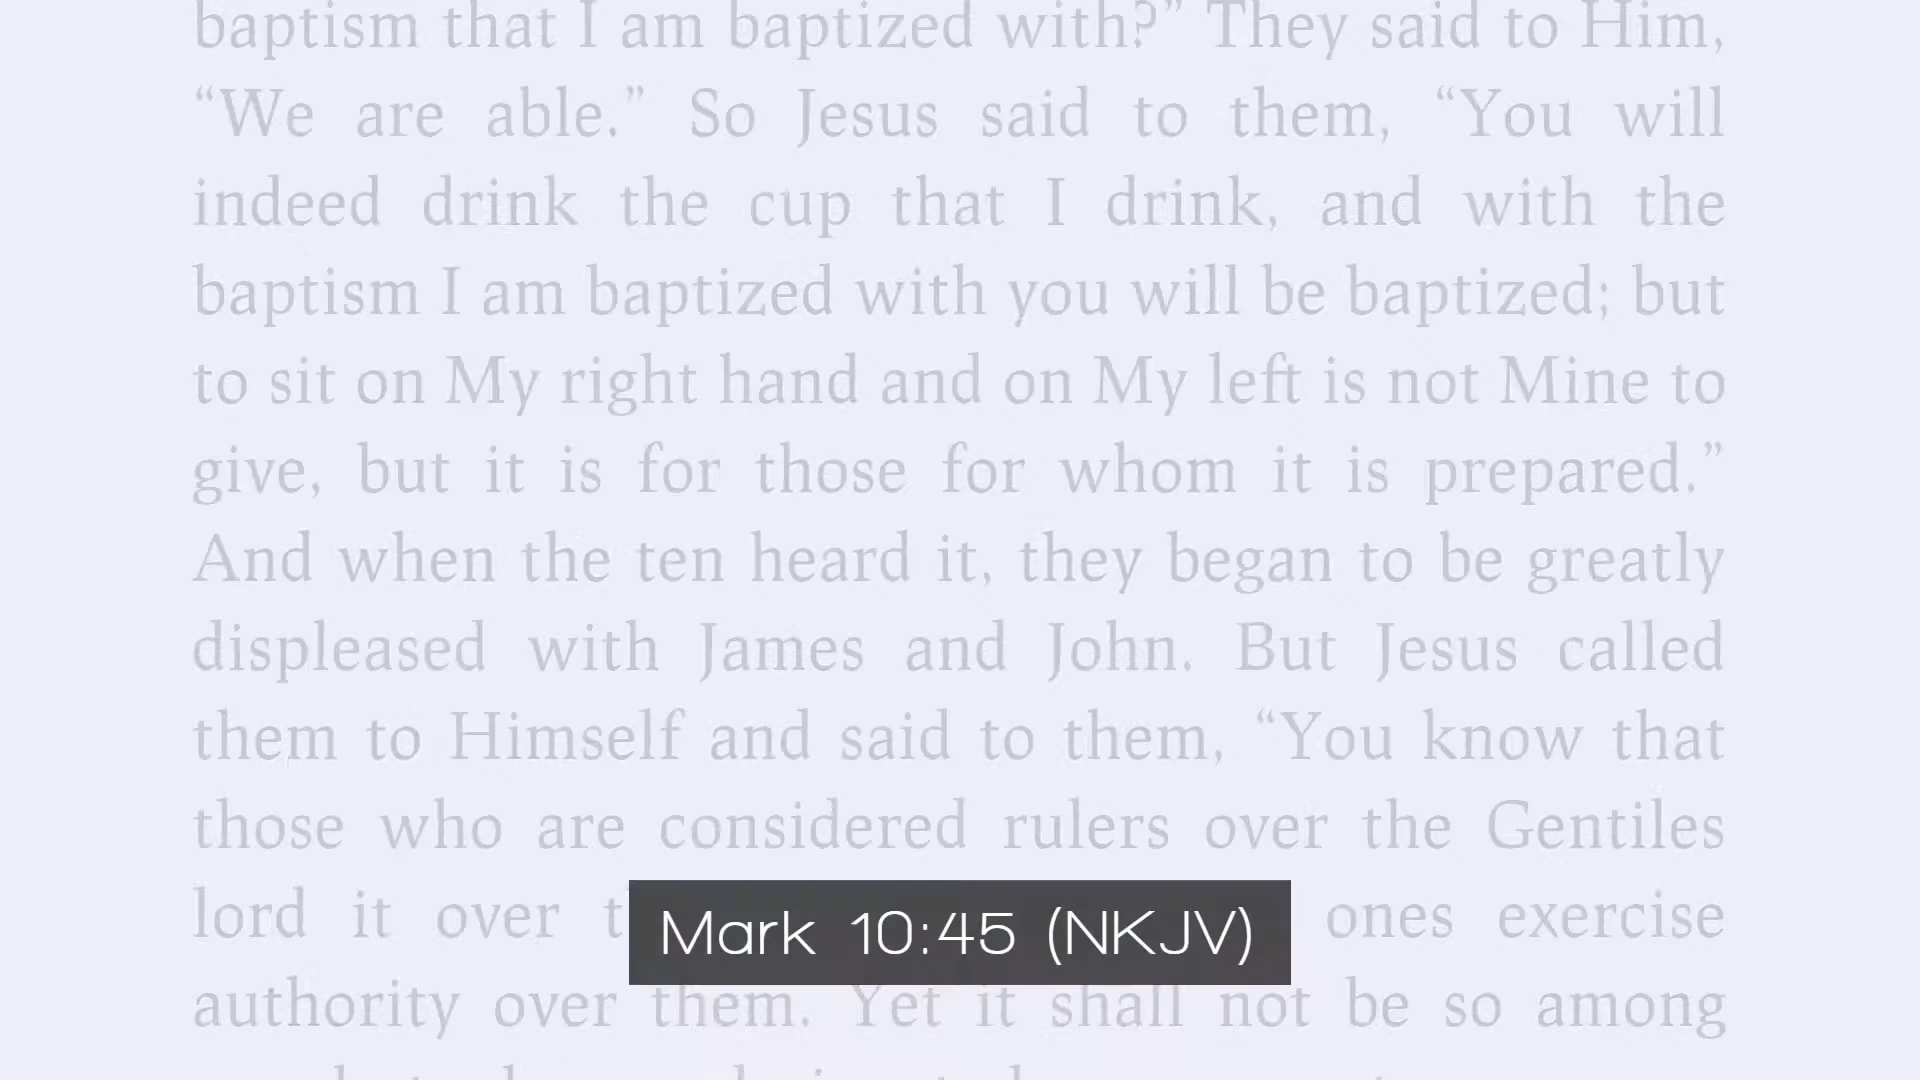 baptism that I am baptized with?” They said to Him,
“We are able.” So Jesus said to them, “You will
indeed drink the cup that I drink, and with the
baptism I am baptized with you will be baptized; but
to sit on My right hand and on My left is not Mine to
give, but it is for those for whom it is prepared.”
And when the ten heard it, they began to be greatly
displeased with James and John. But Jesus called
them to Himself and said to them, “You know that
those who are considered rulers over the Gentiles
lord it over ones exercise
Mark 10:45 (NKJV)
authority over them. Yet it shall not be so among